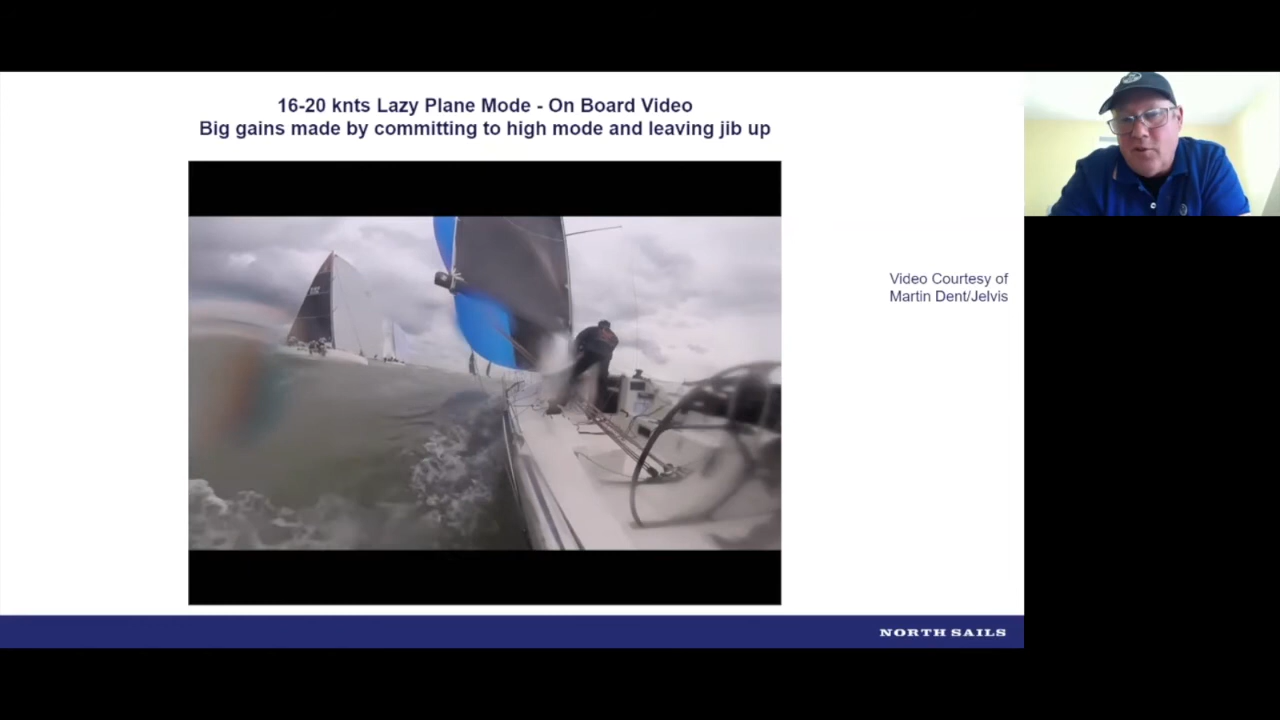 16-20 knts Lazy Plane Mode - On Board Video
Big gains made by committing to high mode and leaving jib up
Video Courtesy of
Martin Dent/Jelvis
NORTH SAILS